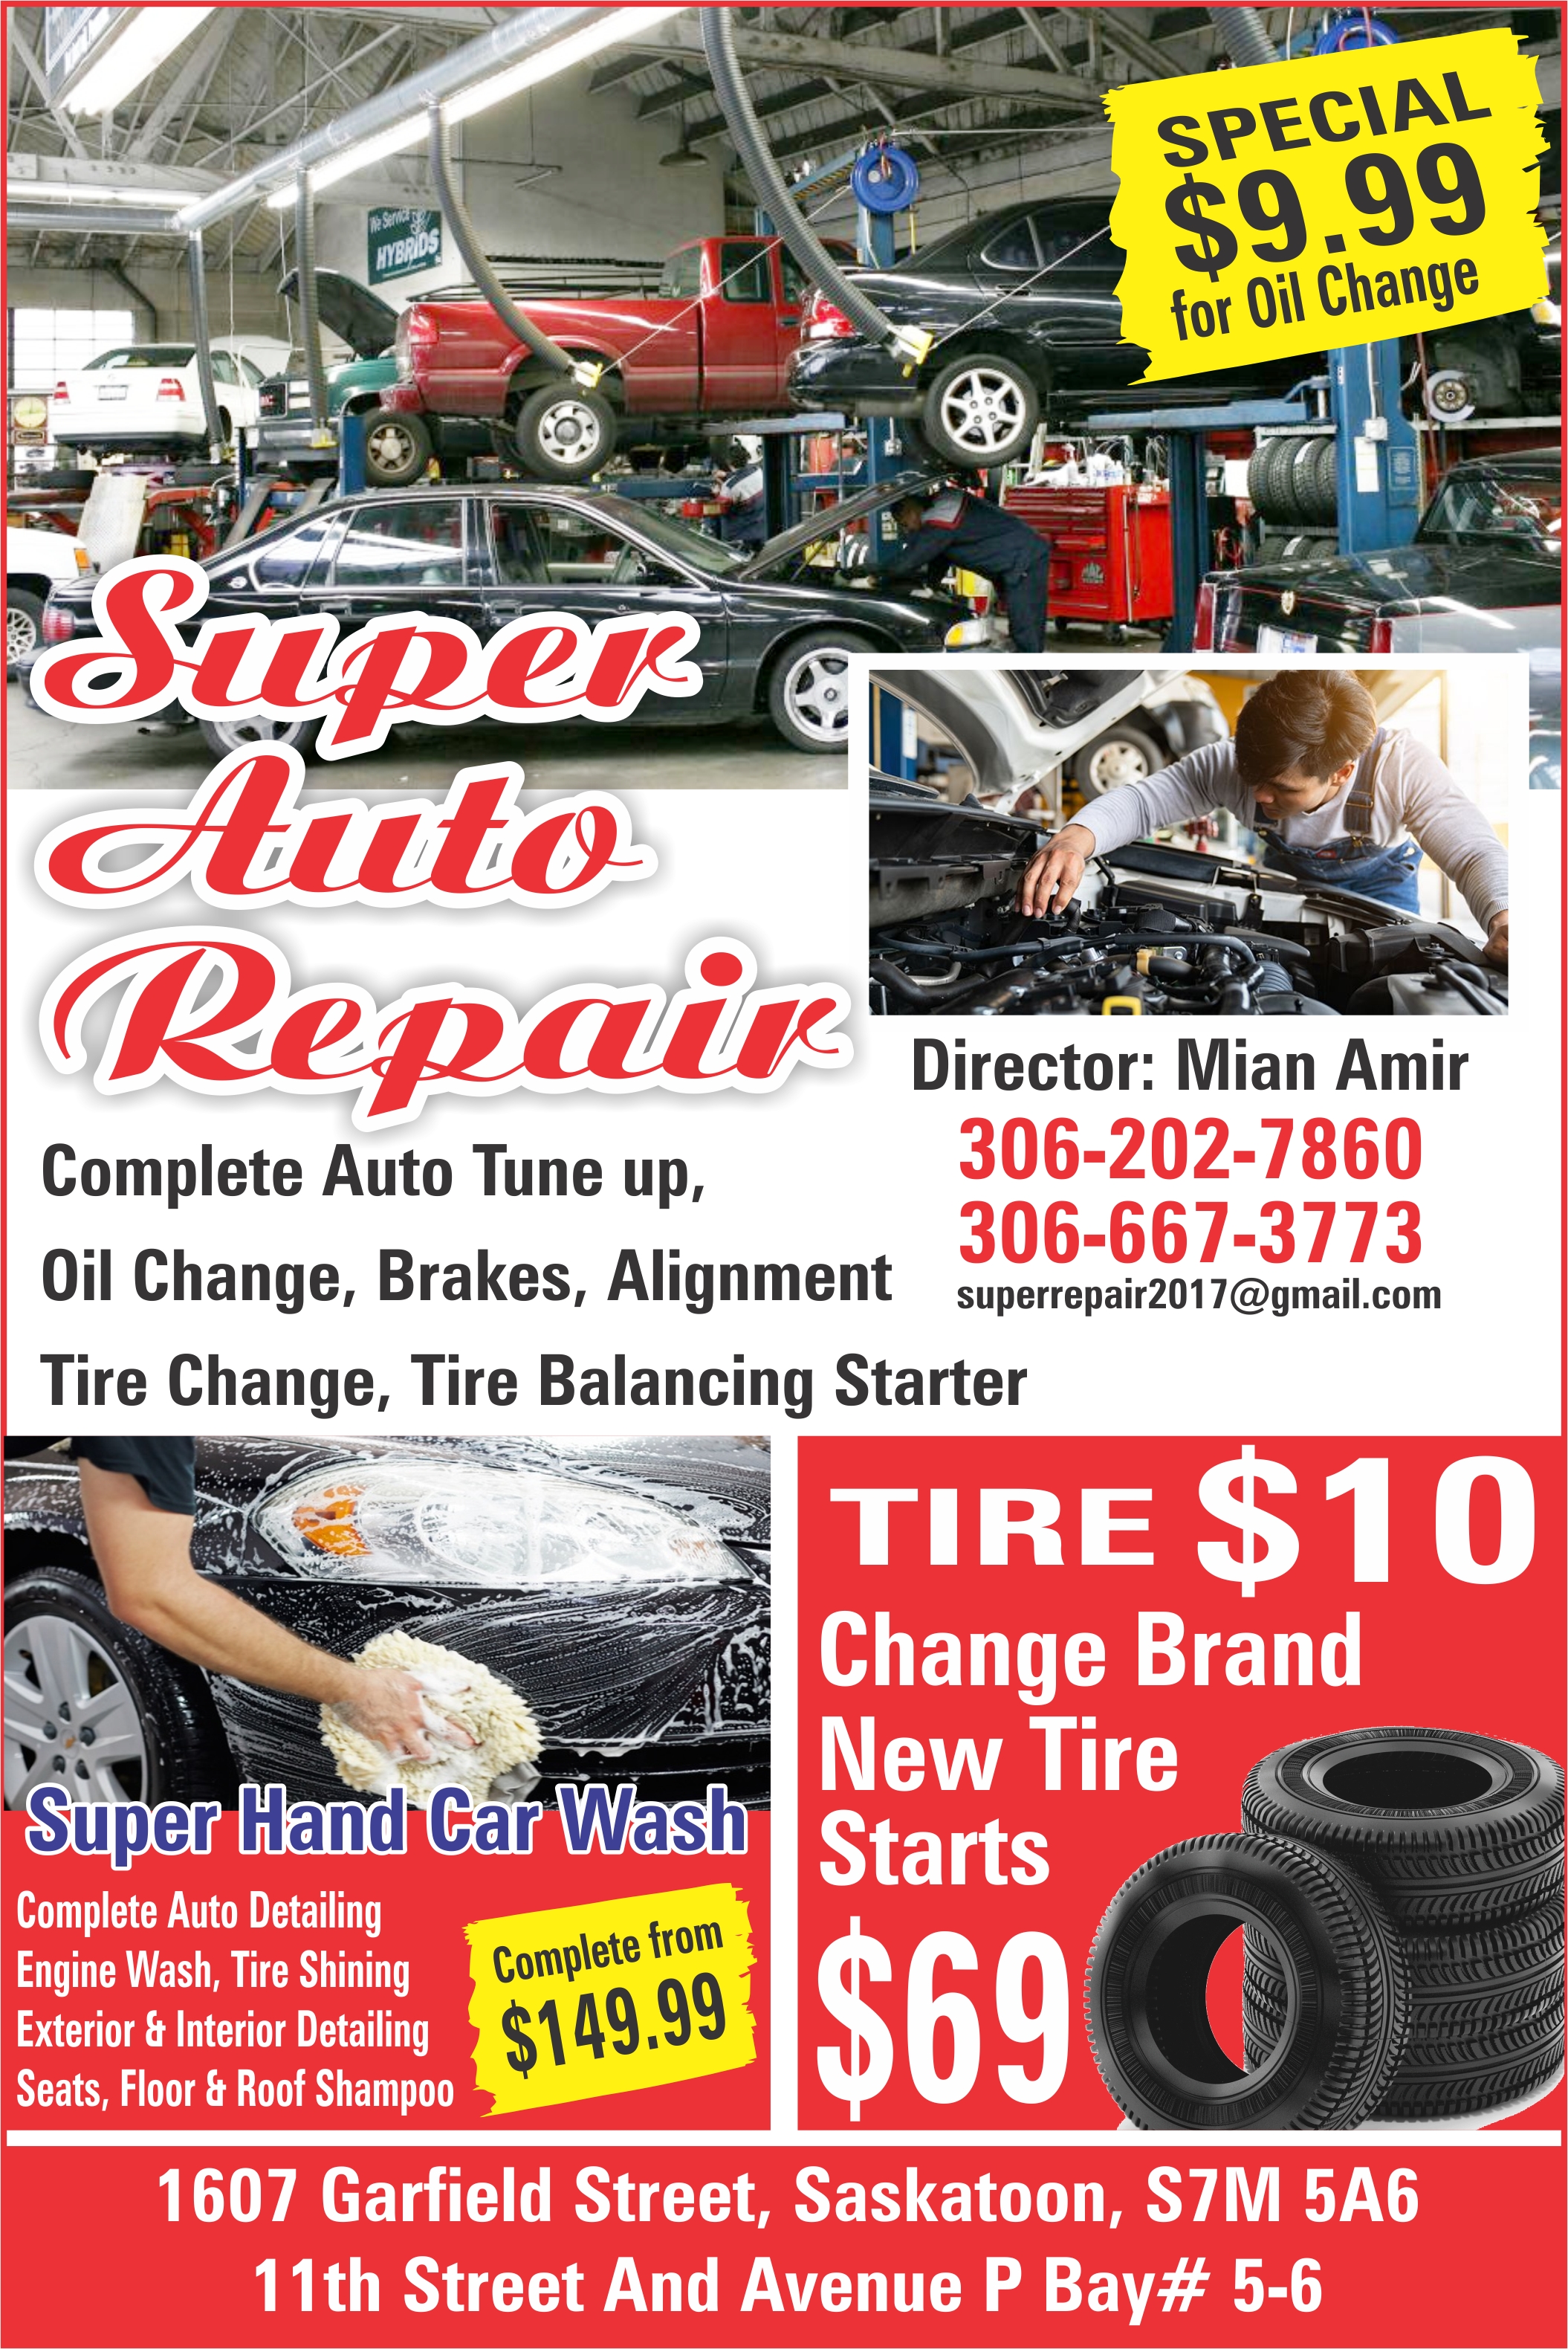 We Service
HYBRIDS
SPECIAL
$9.99
for Oil Change
MAC
Super
Auto
Repair
Director: Mian Amir
306-202-7860
306-667-3773
superrepair2017@gmail.com
Complete Auto Tune up,
Oil Change, Brakes, Alignment
Tire Change, Tire Balancing Starter
Super Hand Car Wash
Complete Auto Detailing
Engine Wash, Tire Shining
Exterior & Interior Detailing
Seats, Floor & Roof Shampoo
Complete from
$149.99
TIRE $10
Change Brand
New Tire
Starts
$69
1607 Garfield Street, Saskatoon, S7M 5A6
11th Street And Avenue P Bay# 5-6